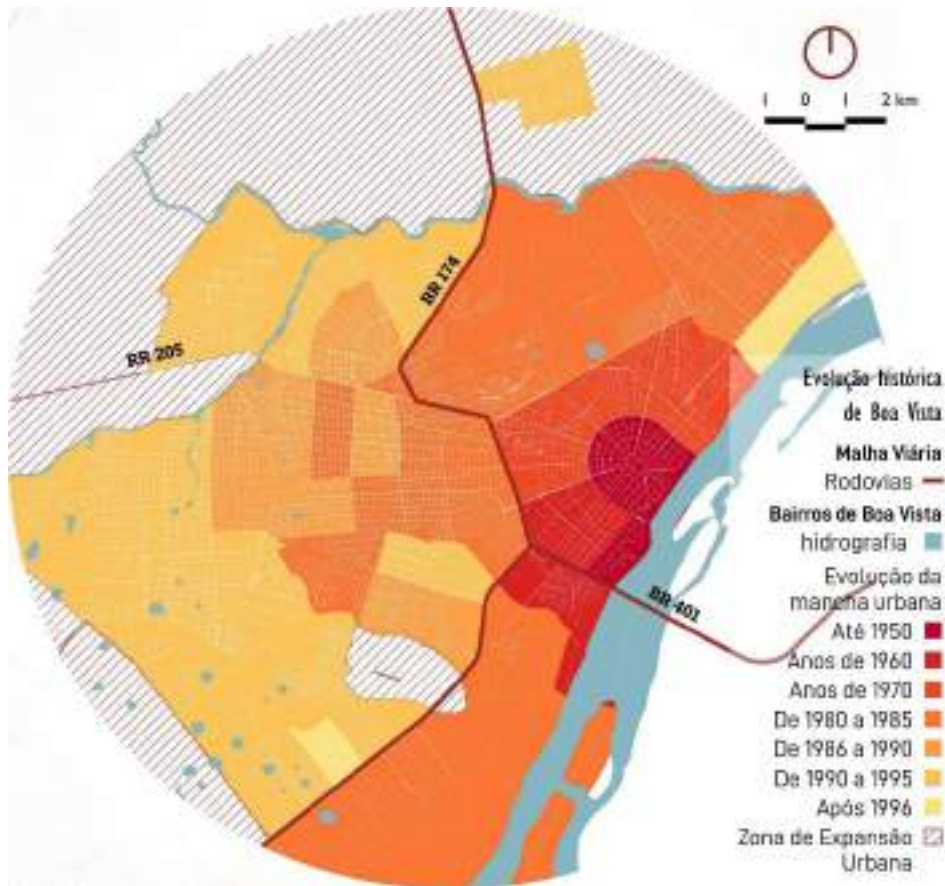 1 0 1 2 km
BR 174
RR 205
Evolução histórica
de Boa Vista
Malha Viária
Rodovias
Bairros de Boa Vista
hidrografia
BR 401
Evolução da
mancha urbana
Até 1950
Anos de 1960
Anos de 1970
De 1980 a 1985
De 1986 a 1990
De 1990 a 1995
Após 1996
Zona de Expansão
Urbana